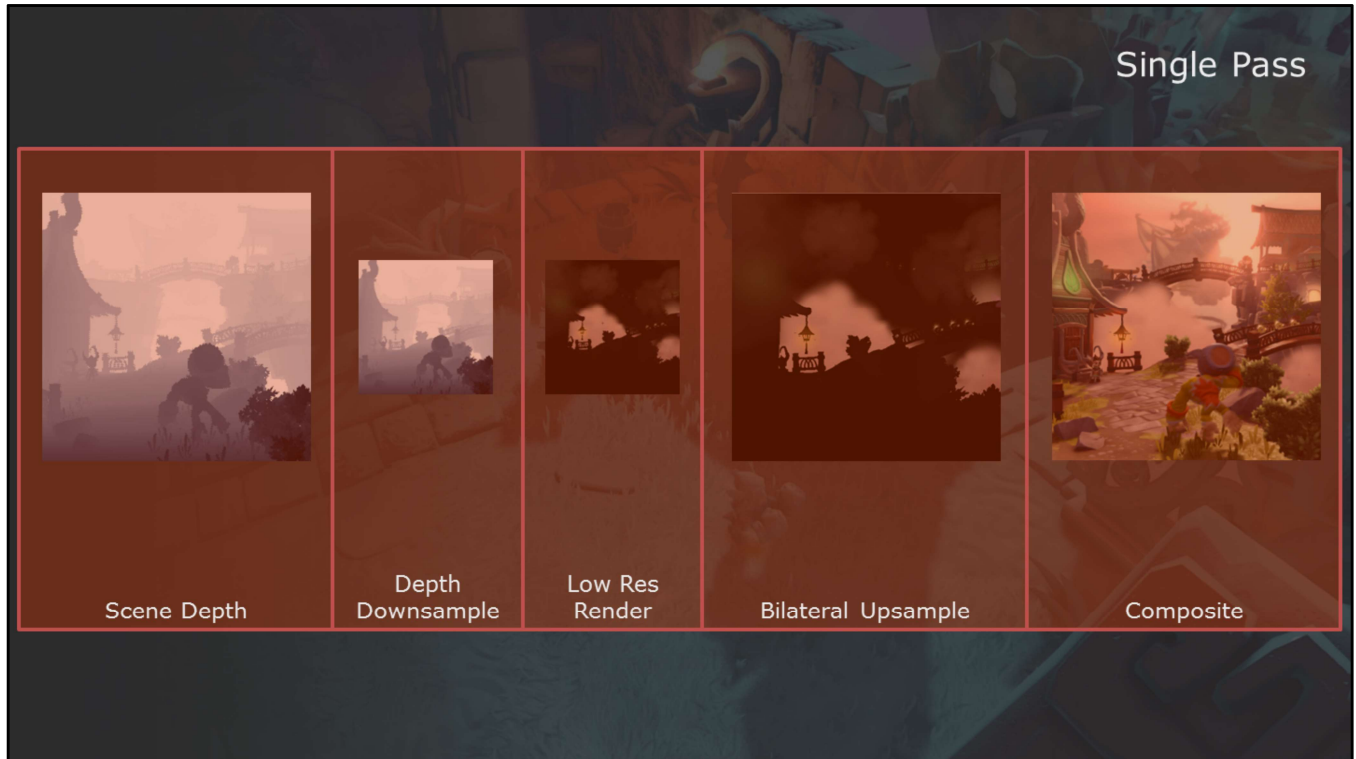 Single Pass
Scene Depth
Depth
Downsample
Low Res
Render
Bilateral Upsample
Composite